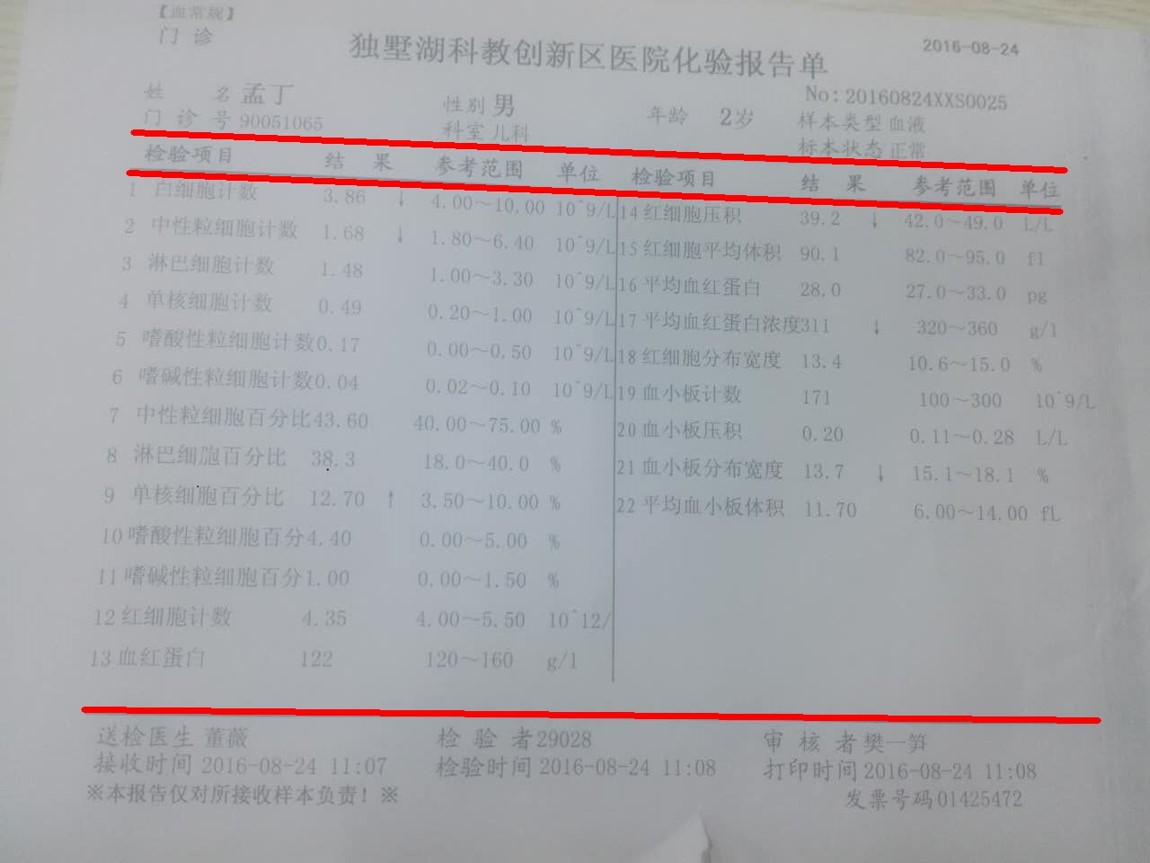 【血常规】
门 诊
独墅湖科教创新区医院化验报告单
2016-08-24
姓 名 孟丁 性别 男 年龄 2岁 No: 20160824XXS0025
门 诊 号 90051065 科室 儿科 样本类型 血液
标本状态 正常
检验项目 结 果 参考范围 单位 检验项目 结 果 参考范围 单位
1 白细胞计数 3.86 ↓ 4.00~10.00 10^9/L
2 中性粒细胞计数 1.68 ↓ 1.80~6.40 10^9/L
3 淋巴细胞计数 1.48 1.00~3.30 10^9/L
4 单核细胞计数 0.49 0.20~1.00 10^9/L
5 嗜酸性粒细胞计数0.17 0.00~0.50 10^9/L
6 嗜碱性粒细胞计数0.04 0.02~0.10 10^9/L
7 中性粒细胞百分比43.60 40.00~75.00 %
8 淋巴细胞百分比 38.3 18.0~40.0 %
9 单核细胞百分比 12.70 ↑ 3.50~10.00 %
10 嗜酸性粒细胞百分4.40 0.00~5.00 %
11 嗜碱性粒细胞百分1.00 0.00~1.50 %
12 红细胞计数 4.35 4.00~5.50 10^12/
13 血红蛋白 122 120~160 g/l
14 红细胞压积 39.2 ↓ 42.0~49.0 L/L
15 红细胞平均体积 90.1 82.0~95.0 fl
16 平均血红蛋白 28.0 27.0~33.0 pg
17 平均血红蛋白浓度311 ↓ 320~360 g/l
18 红细胞分布宽度 13.4 10.6~15.0 %
19 血小板计数 171 100~300 10^9/L
20 血小板压积 0.20 0.11~0.28 L/L
21 血小板分布宽度 13.7 ↓ 15.1~18.1 %
22 平均血小板体积 11.70 6.00~14.00 fL
送检医生 董薇 检 验 者29028 审 核 者 樊一笋
接收时间 2016-08-24 11:07 检验时间 2016-08-24 11:08 打印时间 2016-08-24 11:08
※本报告仅对所接收样本负责！※ 发票号码01425472